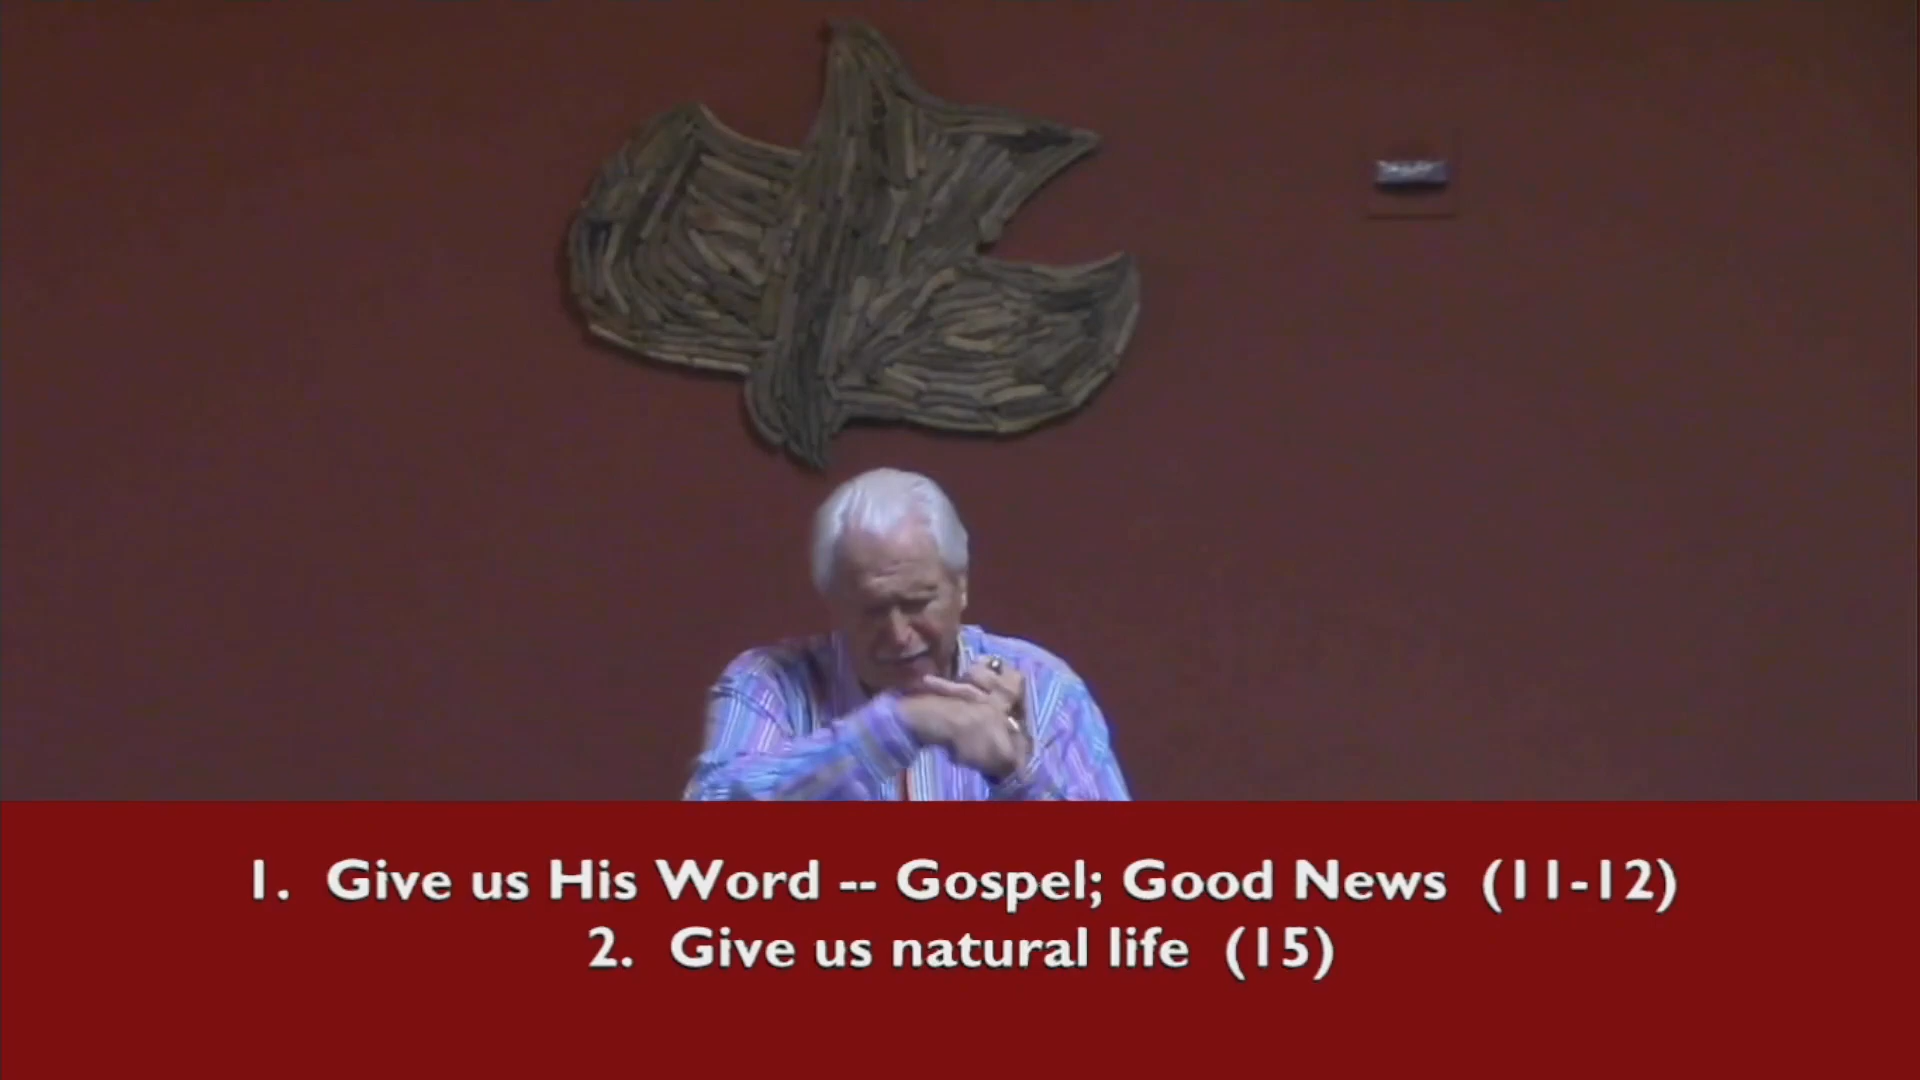 1. Give us His Word -- Gospel; Good News (11-12)
2. Give us natural life (15)